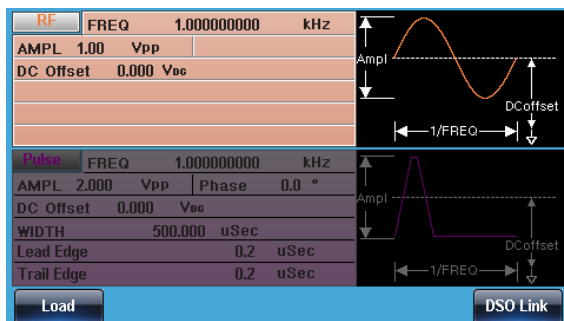 RF FREQ 1.000000000 kHz
AMPL 1.00 Vpp
DC Offset 0.000 VDC
Ampl
DCoffset
1/FREQ
Pulse FREQ 1.000000000 kHz
AMPL 2.000 Vpp Phase 0.0 °
DC Offset 0.000 VDC
WIDTH 500.000 uSec
Lead Edge 0.2 uSec
Trail Edge 0.2 uSec
Ampl
DCoffset
1/FREQ
Load DSO Link